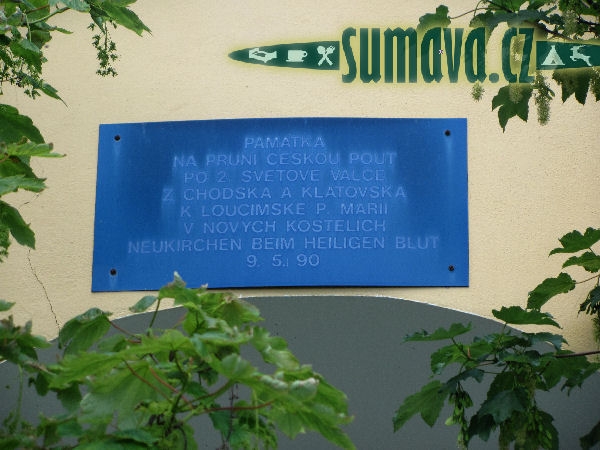 sumava.cz
PAMATKA
NA PRUNI CESKOU POUT
PO 2. SVETOVE VALCE
Z CHODSKA A KLATOVSKA
K LOUCIMSKE P. MARII
V NOVYCH KOSTELICH
NEUKIRCHEN BEIM HEILIGEN BLUT
9. 5. 90